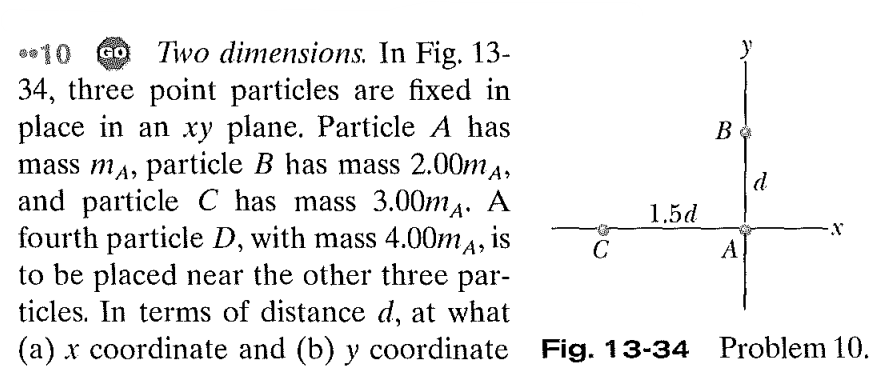 ••10 GO Two dimensions. In Fig. 13-
34, three point particles are fixed in
place in an xy plane. Particle A has
mass mA, particle B has mass 2.00mA,
and particle C has mass 3.00mA. A
fourth particle D, with mass 4.00mA, is
to be placed near the other three par-
ticles. In terms of distance d, at what
(a) x coordinate and (b) y coordinate
y
B
d
1.5d
x
C
A
Fig. 13-34 Problem 10.